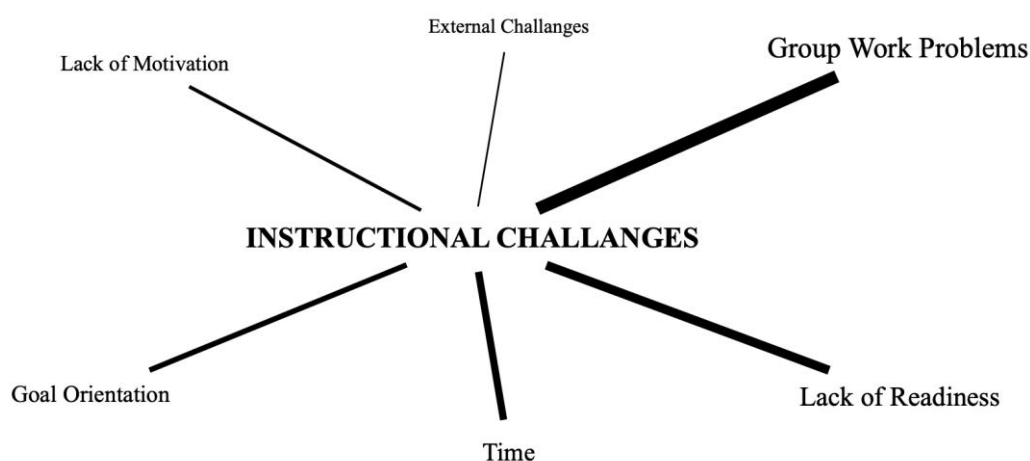 External Challanges
Lack of Motivation
Group Work Problems
INSTRUCTIONAL CHALLANGES
Goal Orientation
Lack of Readiness
Time